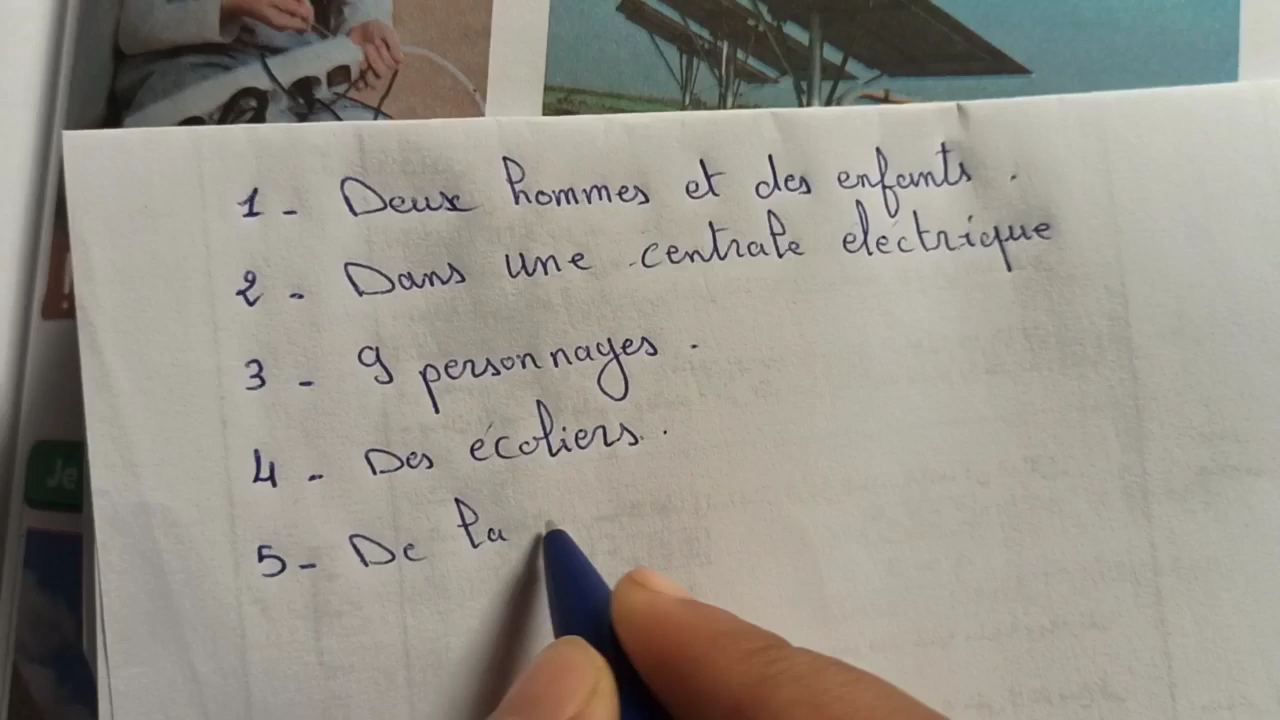 1 - Deux hommes et des enfants .
2 - Dans une centrale electrique
3 - 9 personnages .
4 - Des écoliers .
5 - De la
Je